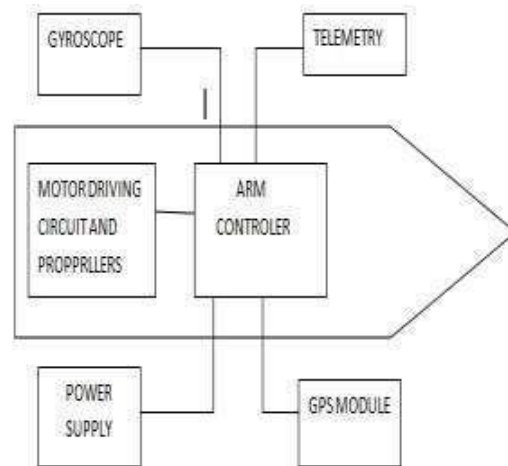 GYROSCOPE
TELEMETRY
MOTOR DRIVING
CIRCUIT AND
PROPPRLLERS
ARM
CONTROLER
POWER
SUPPLY
GPS MODULE